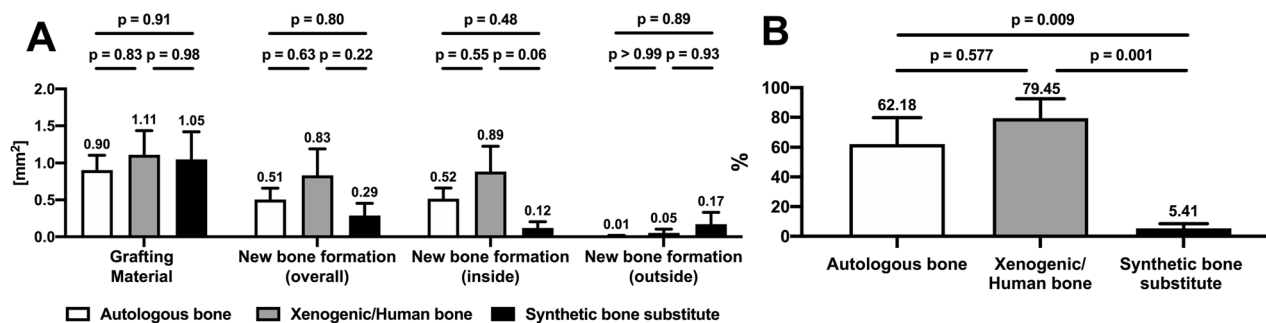 A
p = 0.91
p = 0.83 p = 0.98
p = 0.80
p = 0.63 p = 0.22
p = 0.48
p = 0.55 p = 0.06
p = 0.89
p > 0.99 p = 0.93
[mm²]
2.0
1.5
1.0
0.5
0.0
0.90
1.11
1.05
0.51
0.83
0.29
0.52
0.89
0.12
0.01
0.05
0.17
Grafting
Material
New bone formation
(overall)
New bone formation
(inside)
New bone formation
(outside)
Autologous bone
Xenogenic/Human bone
Synthetic bone substitute
B
p = 0.009
p = 0.577
p = 0.001
%
100
80
60
40
20
0
62.18
79.45
5.41
Autologous bone
Xenogenic/
Human bone
Synthetic bone
substitute